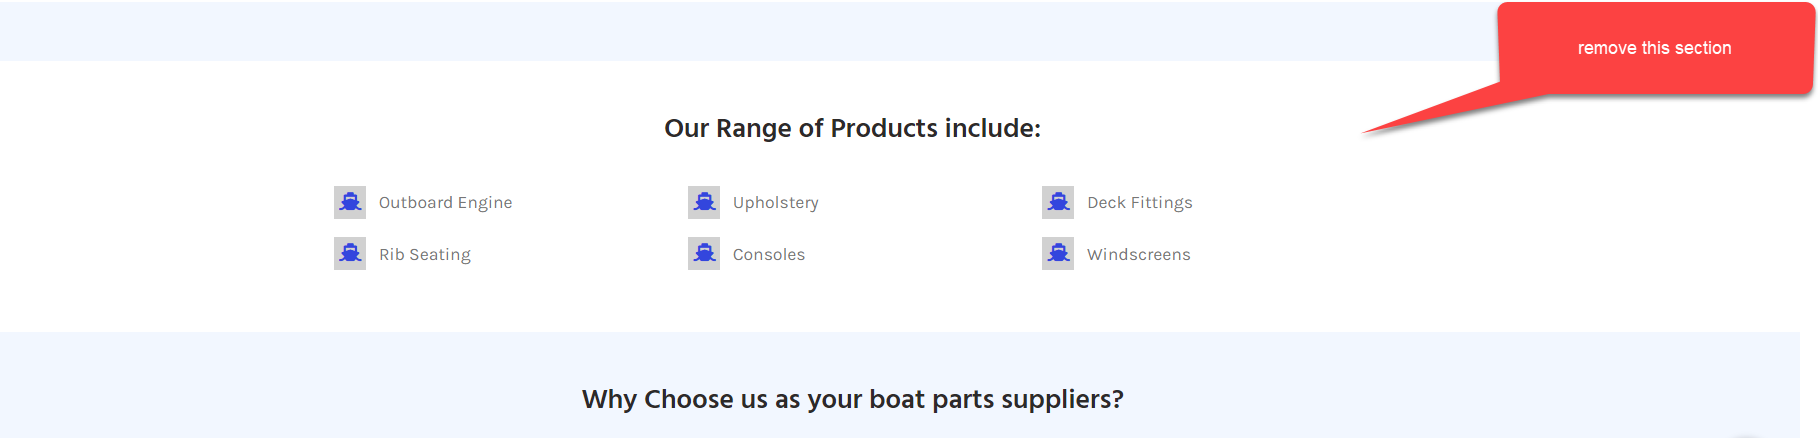 remove this section
Our Range of Products include:
Outboard Engine
Upholstery
Deck Fittings
Rib Seating
Consoles
Windscreens
Why Choose us as your boat parts suppliers?